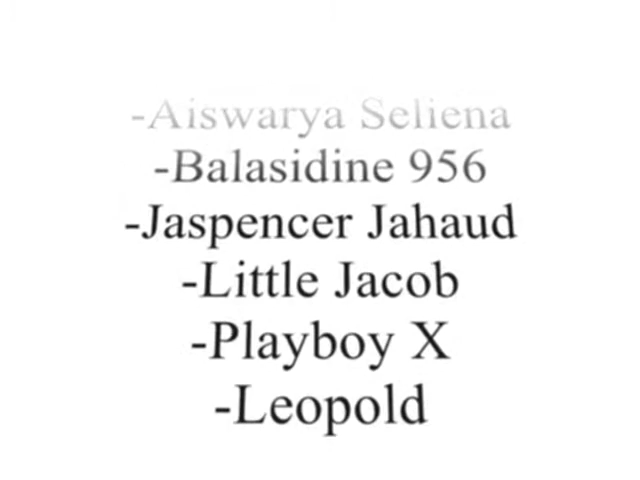 -Aiswarya Seliena
-Balasidine 956
-Jaspencer Jahaud
-Little Jacob
-Playboy X
-Leopold